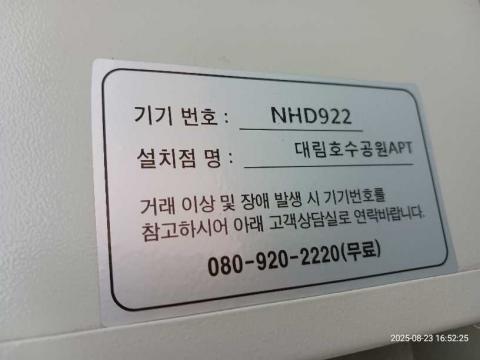 기기 번호 : NHD922
설치점 명 : 대림호수공원APT
거래 이상 및 장애 발생 시 기기번호를
참고하시어 아래 고객상담실로 연락바랍니다.
080-920-2220(무료)
2025-08-23 16:52:25